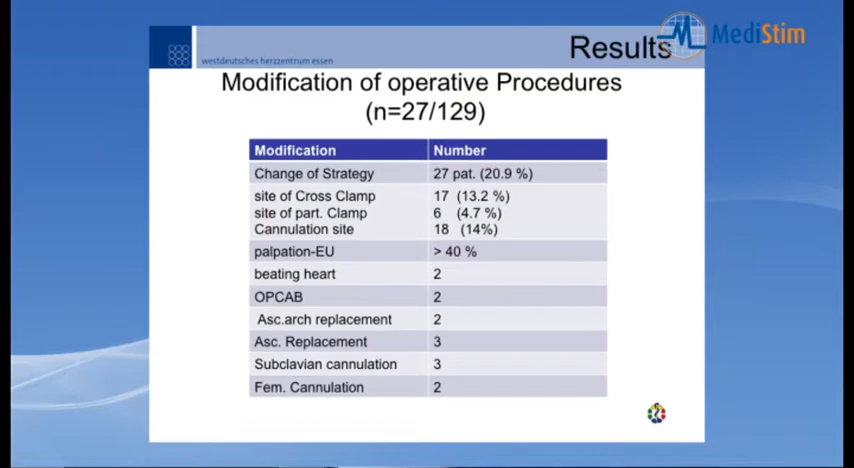 Results
MediStim
westdeutsches herzzentrum essen
Modification of operative Procedures
(n=27/129)
Modification Number
Change of Strategy 27 pat. (20.9 %)
site of Cross Clamp 17 (13.2 %)
site of part. Clamp 6 (4.7 %)
Cannulation site 18 (14%)
palpation-EU > 40 %
beating heart 2
OPCAB 2
Asc.arch replacement 2
Asc. Replacement 3
Subclavian cannulation 3
Fem. Cannulation 2